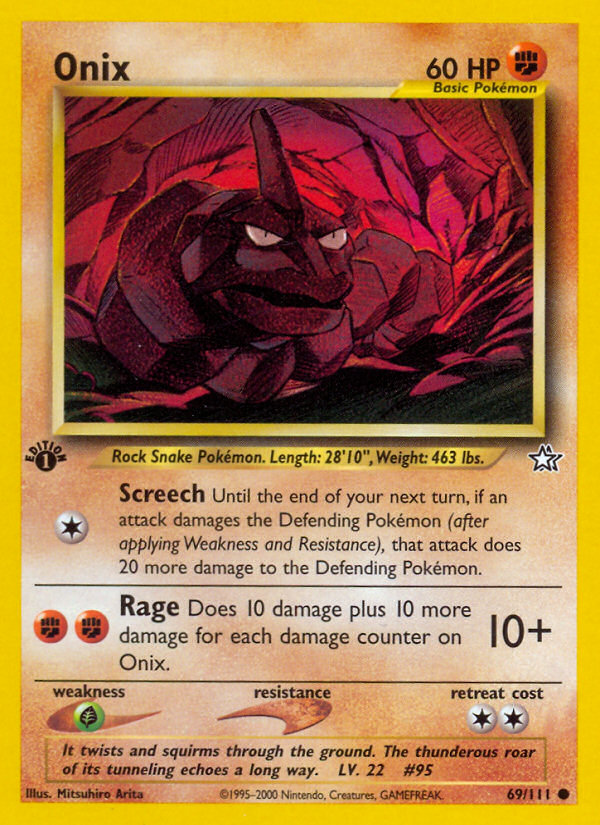 Onix 60 HP
Basic Pokémon
EDITION
1
Rock Snake Pokémon. Length: 28'10", Weight: 463 lbs.
Screech Until the end of your next turn, if an
attack damages the Defending Pokémon (after
applying Weakness and Resistance), that attack does
20 more damage to the Defending Pokémon.
Rage Does 10 damage plus 10 more
damage for each damage counter on
Onix.
10+
weakness resistance retreat cost
It twists and squirms through the ground. The thunderous roar
of its tunneling echoes a long way. LV. 22 #95
Illus. Mitsuhiro Arita ©1995–2000 Nintendo, Creatures, GAMEFREAK. 69/111